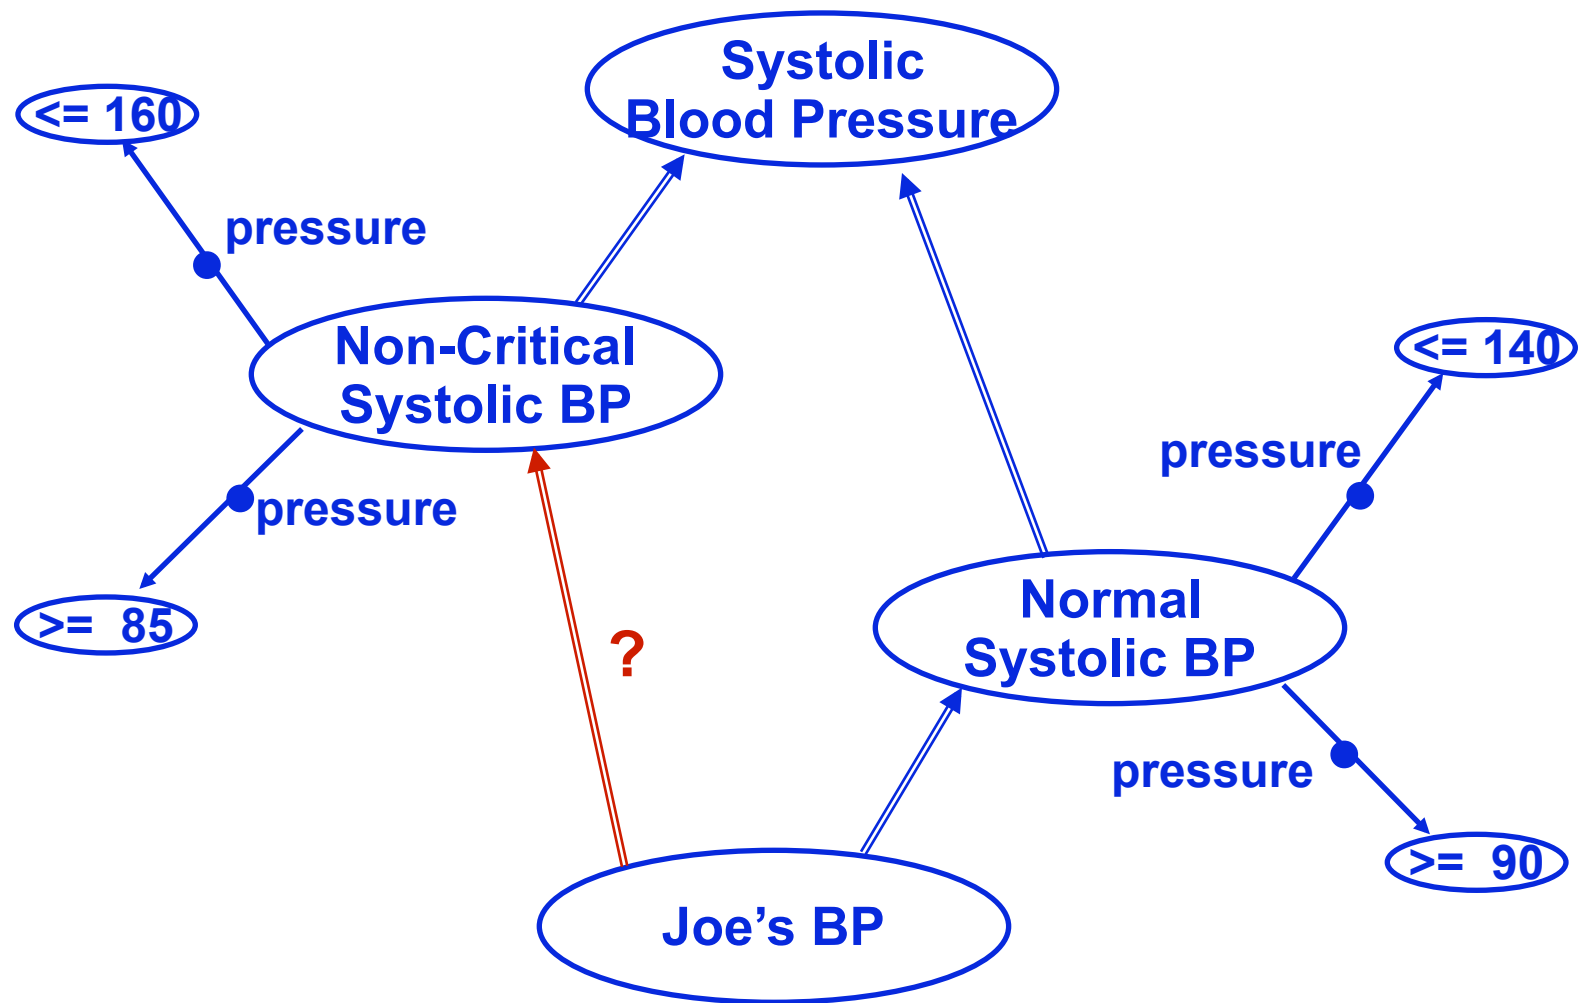 Systolic
Blood Pressure
<= 160
pressure
Non-Critical
Systolic BP
<= 140
pressure
pressure
>= 85
?
Normal
Systolic BP
pressure
>= 90
Joe’s BP